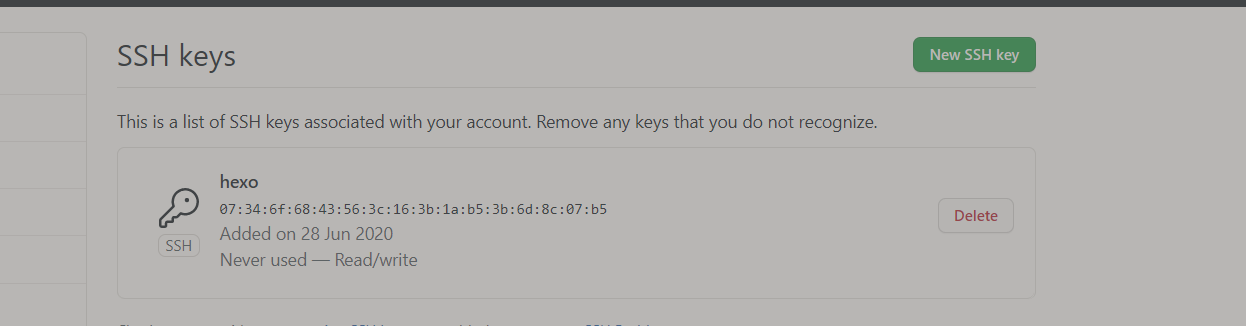 SSH keys
New SSH key
This is a list of SSH keys associated with your account. Remove any keys that you do not recognize.
hexo
07:34:6f:68:43:56:3c:16:3b:1a:b5:3b:6d:8c:07:b5
Added on 28 Jun 2020
Never used — Read/write
SSH
Delete